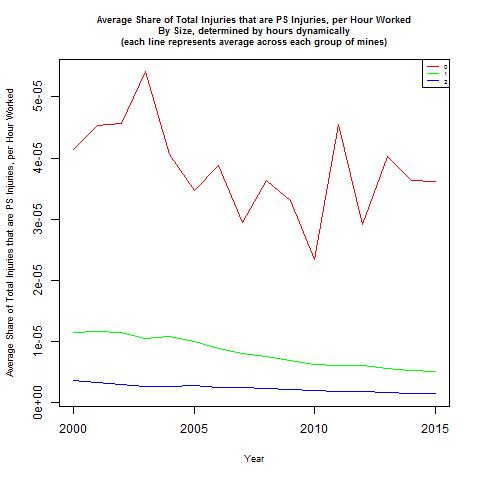 Average Share of Total Injuries that are PS Injuries, per Hour Worked
By Size, determined by hours dynamically
(each line represents average across each group of mines)
0
1
2
Average Share of Total Injuries that are PS Injuries, per Hour Worked
5e-05
4e-05
3e-05
2e-05
1e-05
0e+00
2000
2005
2010
2015
Year